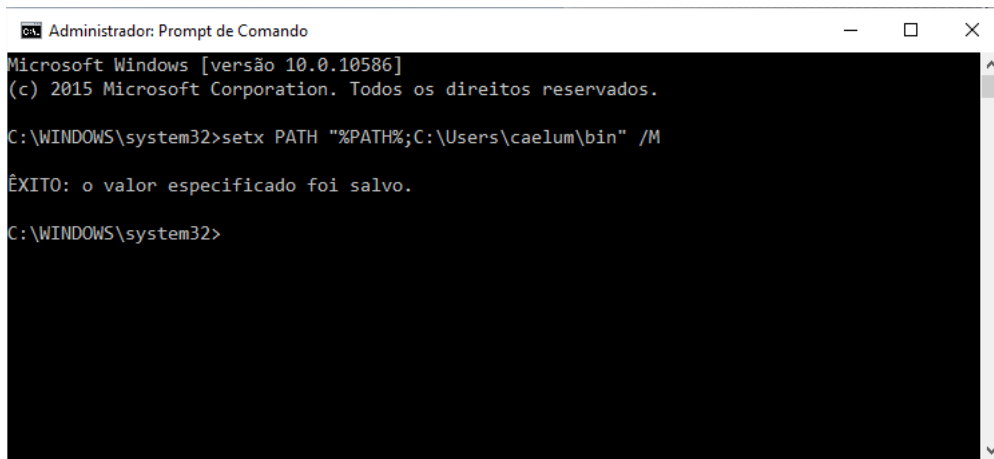 Administrador: Prompt de Comando
Microsoft Windows [versão 10.0.10586]
(c) 2015 Microsoft Corporation. Todos os direitos reservados.
C:\WINDOWS\system32>setx PATH "%PATH%;C:\Users\caelum\bin" /M
ÊXITO: o valor especificado foi salvo.
C:\WINDOWS\system32>